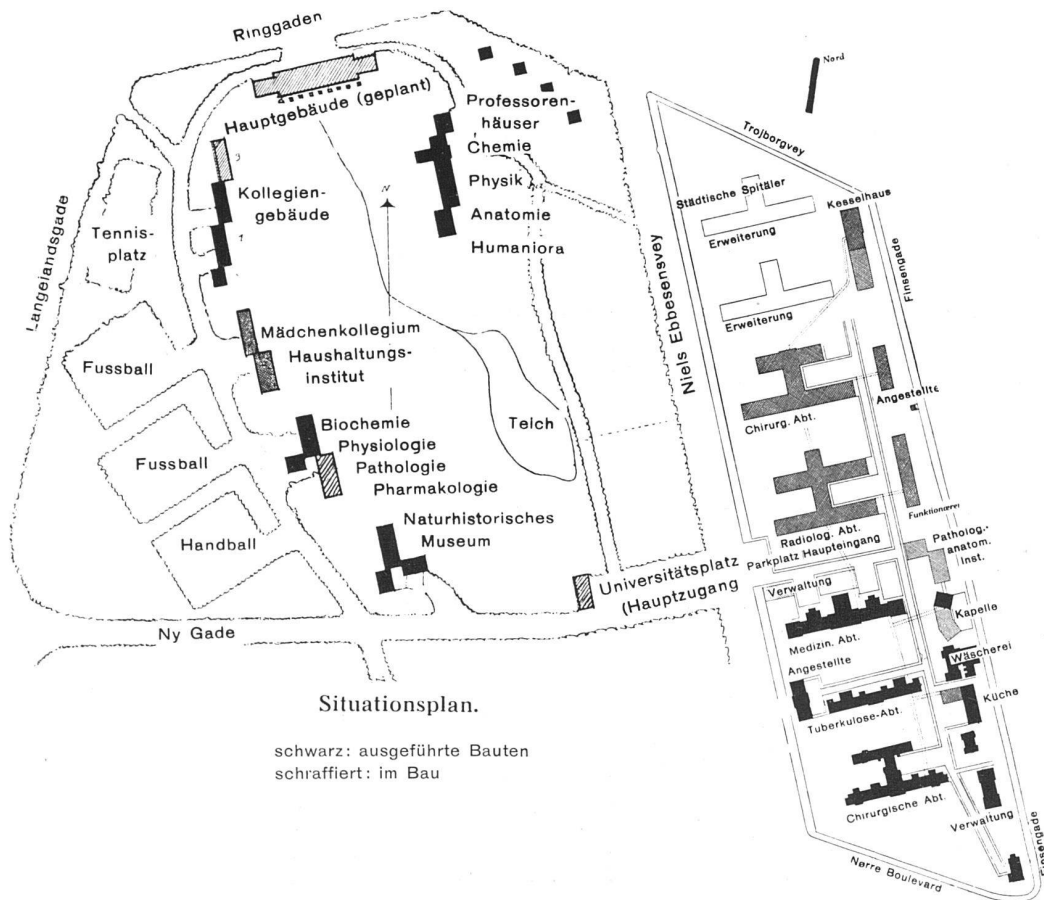 Ringgaden
Hauptgebäude (geplant)
Professoren-
häuser
Chemie
Physik
Anatomie
Humaniora
3
Kollegien-
gebäude
1
N
Tennis-
platz
Langelandsgade
Mädchenkollegium
Haushaltungs-
institut
Fussball
Fussball
Handball
Biochemie
Physiologie
Pathologie
Pharmakologie
Telch
Naturhistorisches
Museum
Universitätsplatz
(Hauptzugang
Ny Gade
Niels Ebbesensvey
Nord
Trojborgvey
Städtische Spitäler
Kesselhaus
Erweiterung
Erweiterung
Finsengade
Chirurg. Abt.
Angestellte
Radiolog. Abt.
Parkplatz Haupteingang
Patholog.-
anatom.
Inst.
Verwaltung
Kapelle
Medizin. Abt.
Angestellte
Wäscherei
Tuberkulose-Abt.
Küche
Chirurgische Abt.
Verwaltung
Finsengade
Nørre Boulevard
Situationsplan.
schwarz: ausgeführte Bauten
schraffiert: im Bau